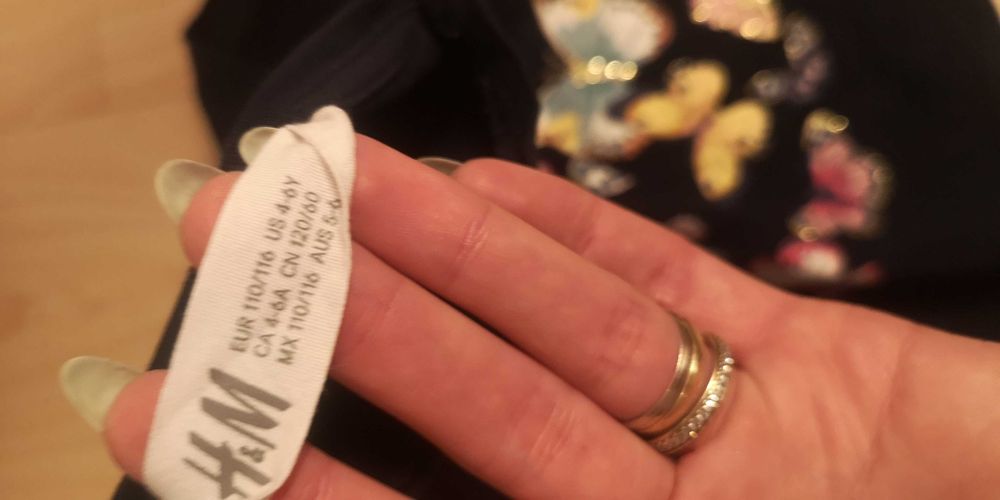 H&M
EUR 110/116 US 4-6Y
CA 4-6A CN 120/60
MX 110/116 AUS 5-6